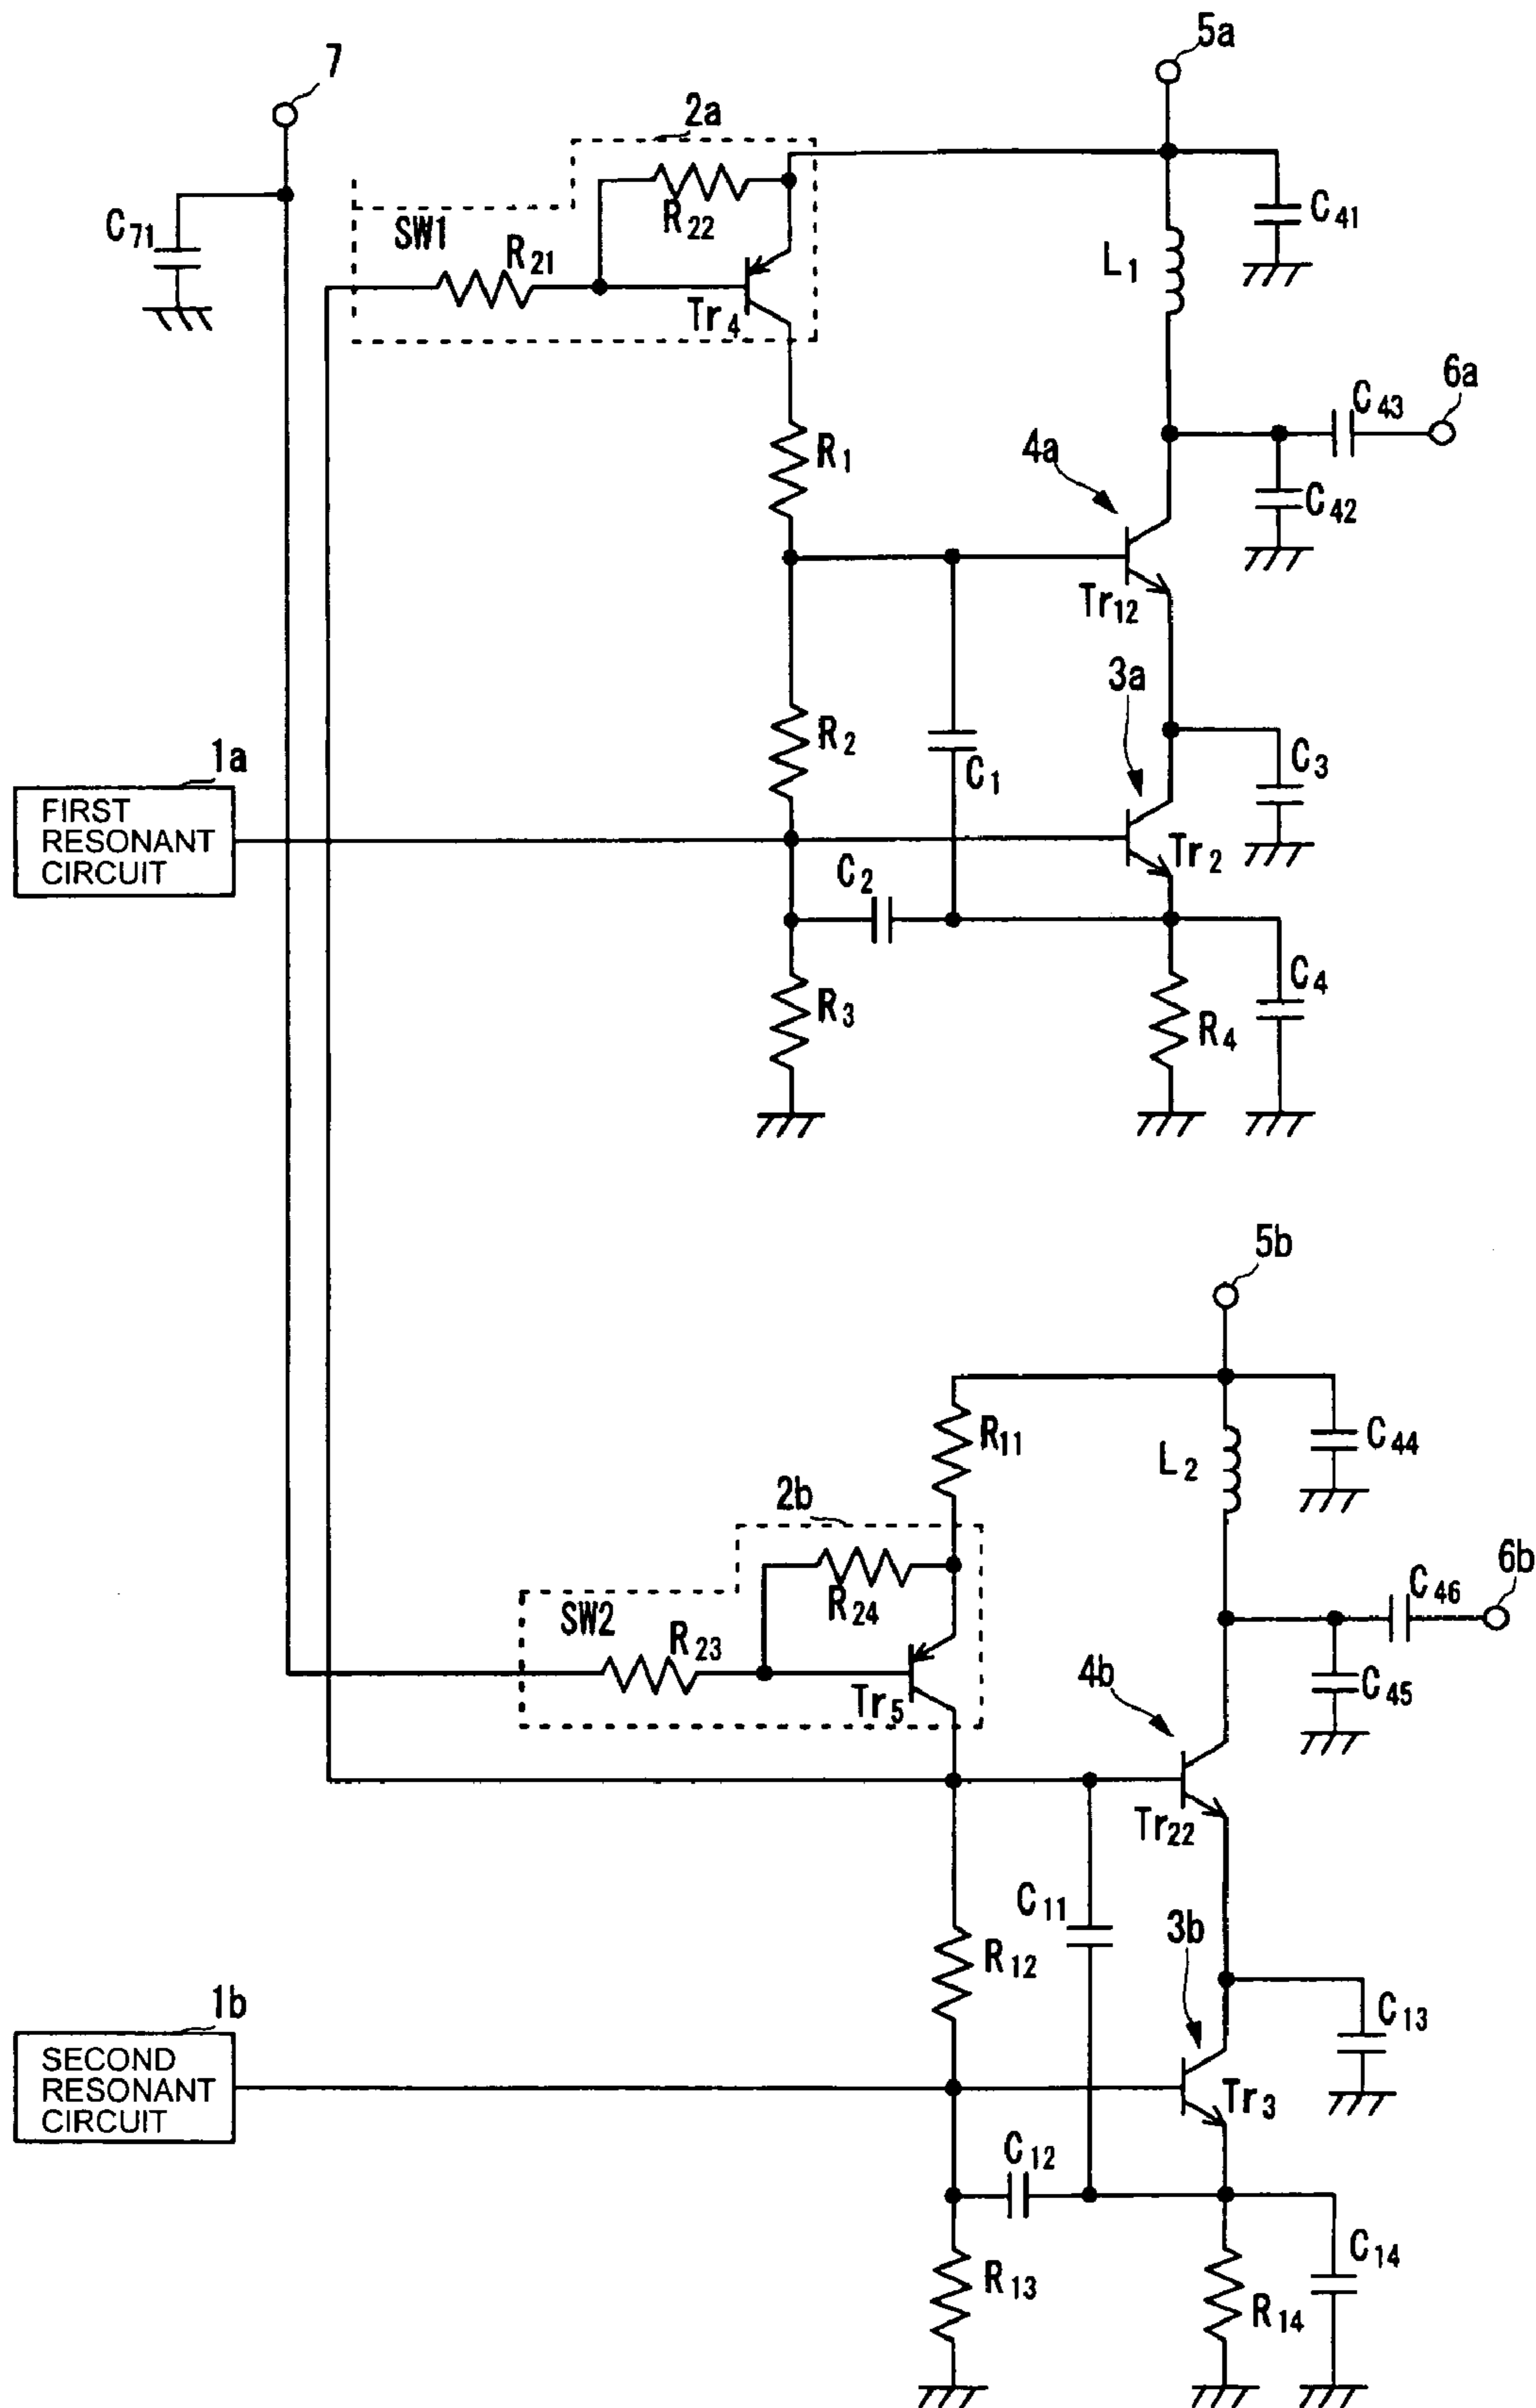 5a
7
2a
C41
C71
R22
SW1
R21
L1
Tr4
6a
C43
R1
4a
C42
Tr12
3a
R2
C3
1a
C1
FIRST
RESONANT
CIRCUIT
Tr2
C2
C4
R3
R4
5b
R11
C44
L2
2b
6b
C46
R24
SW2
R23
4b
C45
Tr5
Tr22
C11
3b
R12
1b
C13
SECOND
RESONANT
CIRCUIT
Tr3
C12
C14
R13
R14